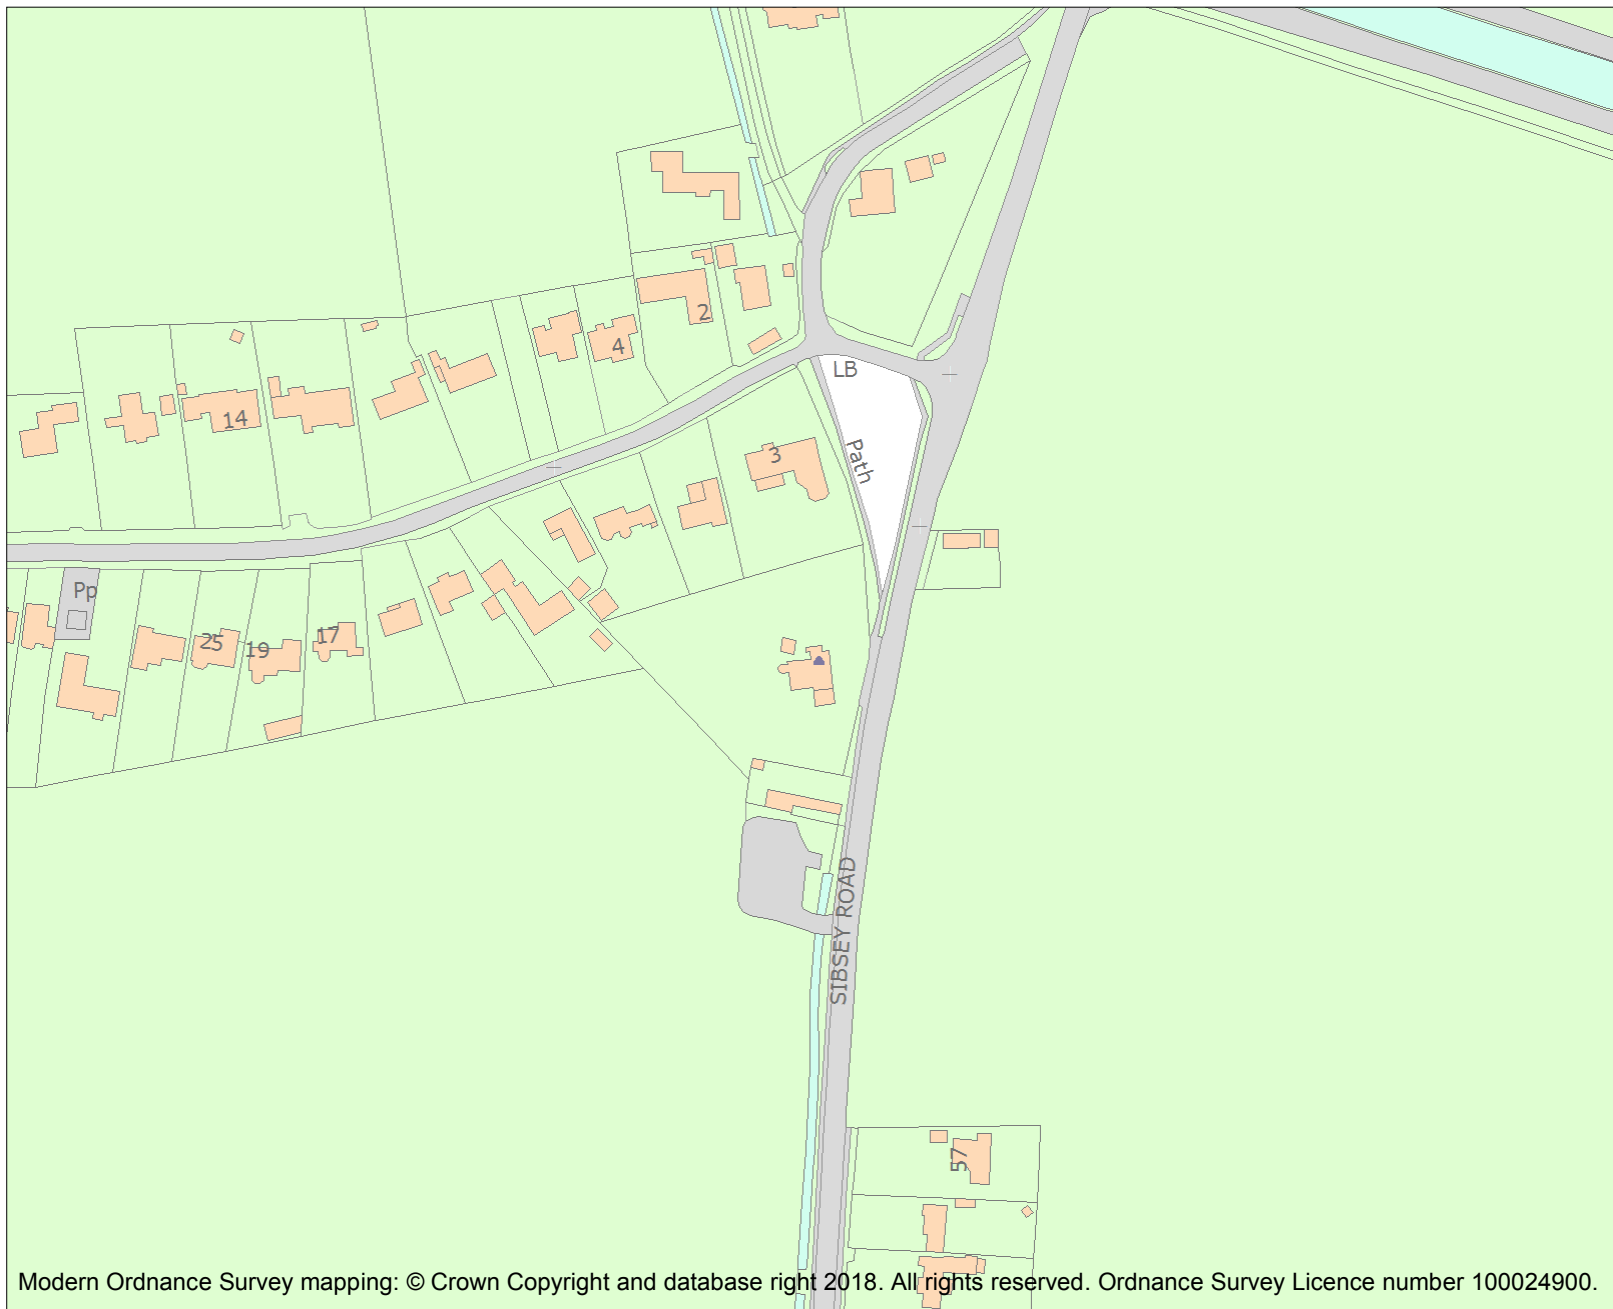 2
4
LB
14
3
Path
Pp
25
19
17
SIBSEY ROAD
57
Modern Ordnance Survey mapping: © Crown Copyright and database right 2018. All rights reserved. Ordnance Survey Licence number 100024900.